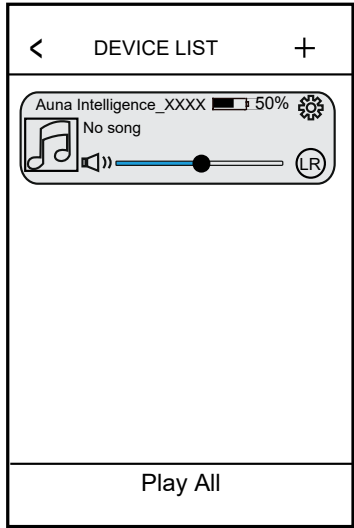 DEVICE LIST
Auna Intelligence_XXXX 50%
No song
LR
Play All